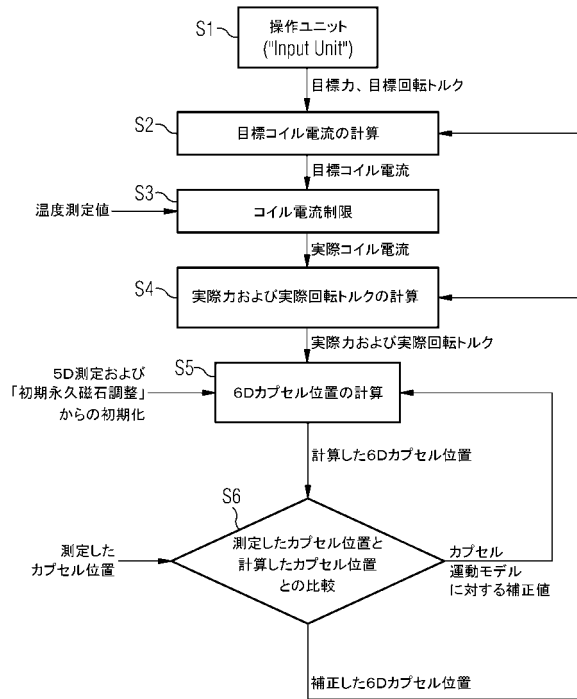 S1
操作ユニット
("Input Unit")
目標力、目標回転トルク
S2
目標コイル電流の計算
目標コイル電流
S3
温度測定値
コイル電流制限
実際コイル電流
S4
実際力および実際回転トルクの計算
実際力および実際回転トルク
S5
5D測定および
「初期永久磁石調整」
からの初期化
6Dカプセル位置の計算
計算した6Dカプセル位置
S6
測定した
カプセル位置
測定したカプセル位置と
計算したカプセル位置
との比較
カプセル
運動モデル
に対する補正値
補正した6Dカプセル位置